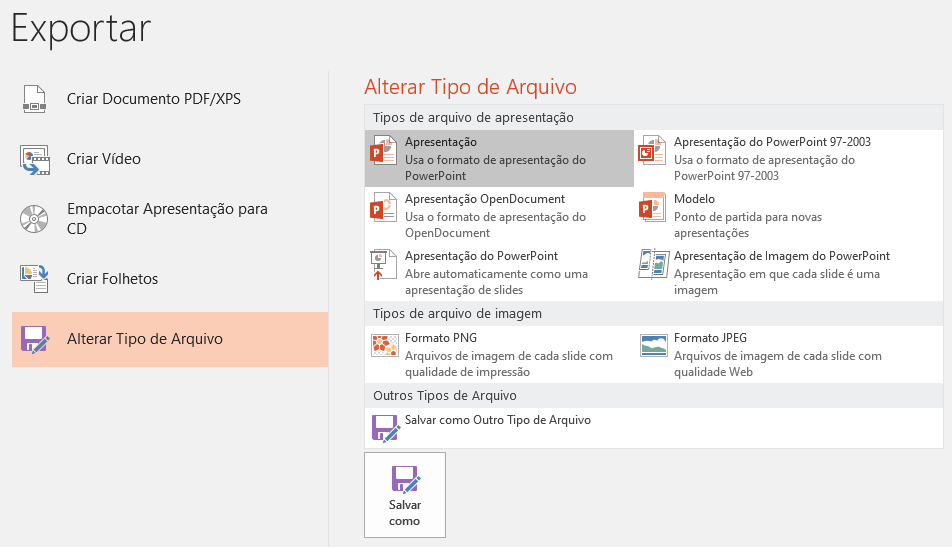 Exportar
Criar Documento PDF/XPS
Criar Vídeo
Empacotar Apresentação para
CD
Criar Folhetos
Alterar Tipo de Arquivo
Alterar Tipo de Arquivo
Tipos de arquivo de apresentação
Apresentação
Usa o formato de apresentação do
PowerPoint
Apresentação do PowerPoint 97-2003
Usa o formato de apresentação do
PowerPoint 97-2003
Apresentação OpenDocument
Usa o formato de apresentação do
OpenDocument
Modelo
Ponto de partida para novas
apresentações
Apresentação do PowerPoint
Abre automaticamente como uma
apresentação de slides
Apresentação de Imagem do PowerPoint
Apresentação em que cada slide é uma
imagem
Tipos de arquivo de imagem
Formato PNG
Arquivos de imagem de cada slide com
qualidade de impressão
Formato JPEG
Arquivos de imagem de cada slide com
qualidade Web
Outros Tipos de Arquivo
Salvar como Outro Tipo de Arquivo
Salvar
como